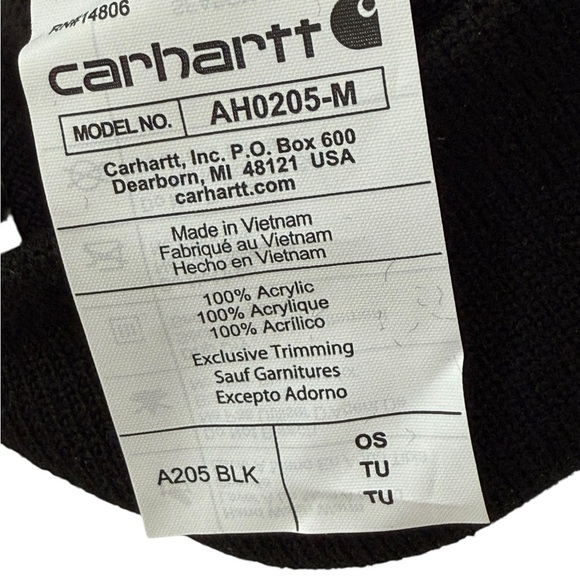 RN#14806
carhartt
MODEL NO. AH0205-M
Carhartt, Inc. P.O. Box 600
Dearborn, MI 48121 USA
carhartt.com
Made in Vietnam
Fabriqué au Vietnam
Hecho en Vietnam
100% Acrylic
100% Acrylique
100% Acrílico
Exclusive Trimming
Sauf Garnitures
Excepto Adorno
A205 BLK
OS
TU
TU